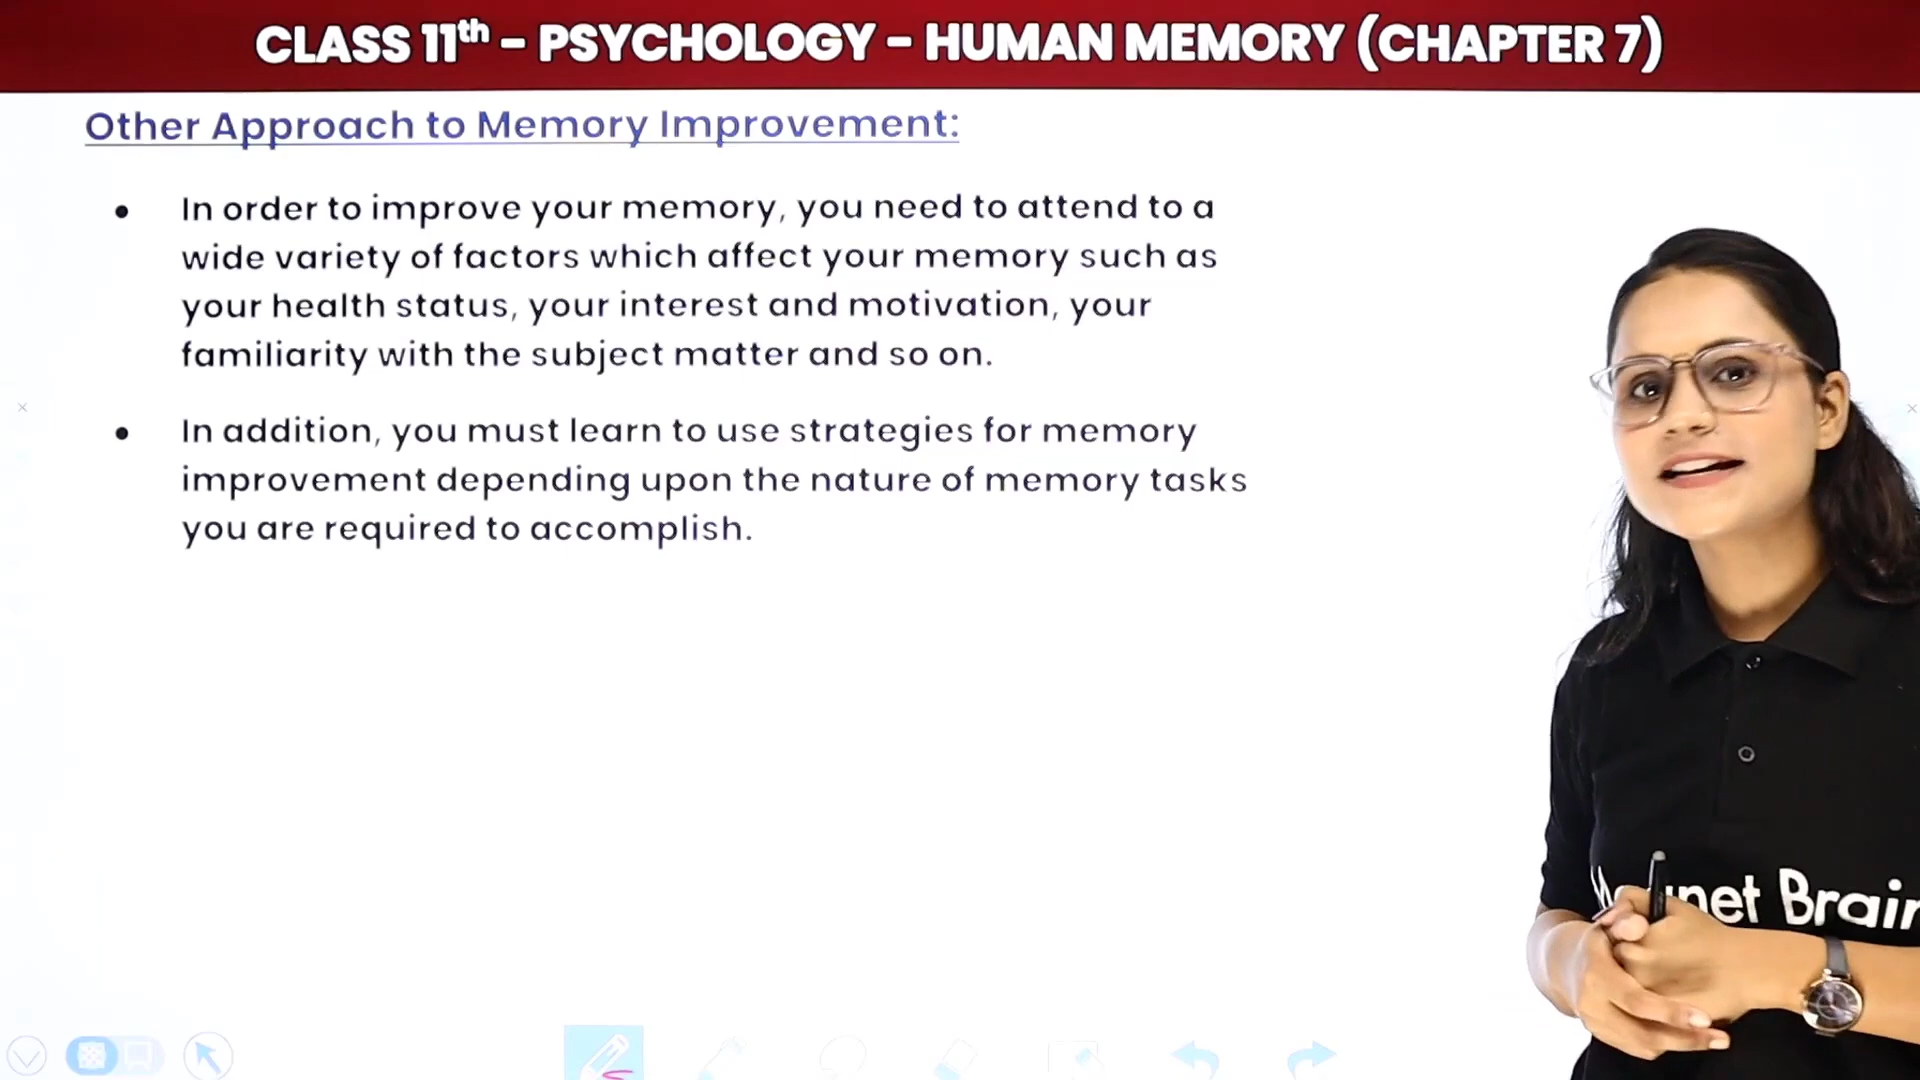 CLASS 11th – PSYCHOLOGY – HUMAN MEMORY (CHAPTER 7)
Other Approach to Memory Improvement:
• In order to improve your memory, you need to attend to a
wide variety of factors which affect your memory such as
your health status, your interest and motivation, your
familiarity with the subject matter and so on.
• In addition, you must learn to use strategies for memory
improvement depending upon the nature of memory tasks
you are required to accomplish.